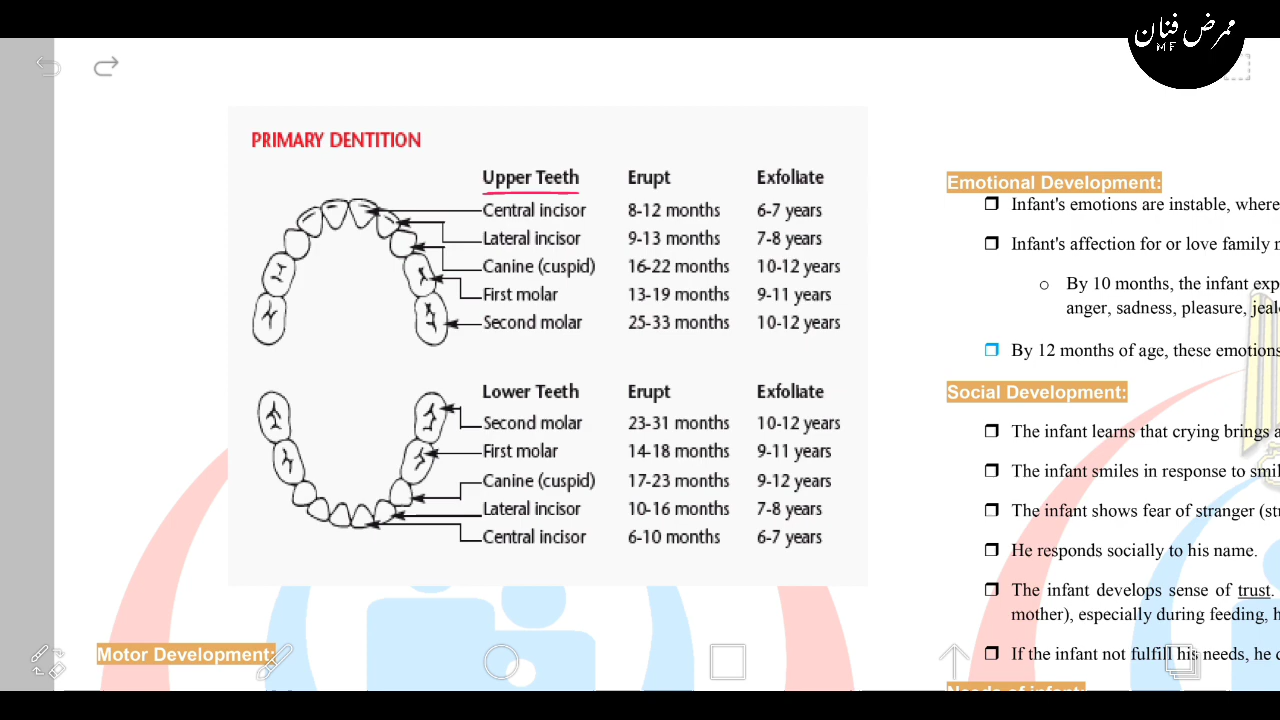 ممرض فنان
MF
PRIMARY DENTITION
Upper Teeth Erupt Exfoliate
Central incisor 8-12 months 6-7 years
Lateral incisor 9-13 months 7-8 years
Canine (cuspid) 16-22 months 10-12 years
First molar 13-19 months 9-11 years
Second molar 25-33 months 10-12 years
Lower Teeth Erupt Exfoliate
Second molar 23-31 months 10-12 years
First molar 14-18 months 9-11 years
Canine (cuspid) 17-23 months 9-12 years
Lateral incisor 10-16 months 7-8 years
Central incisor 6-10 months 6-7 years
Motor Development:
Emotional Development:
Infant's emotions are instable, where
Infant's affection for or love family
By 10 months, the infant
anger, sadness, pleasure,
By 12 months of age, these emotions
Social Development:
The infant learns that crying brings
The infant smiles in response to
The infant shows fear of stranger
He responds socially to his name.
The infant develops sense of trust.
mother), especially during feeding,
If the infant not fulfill his needs, he